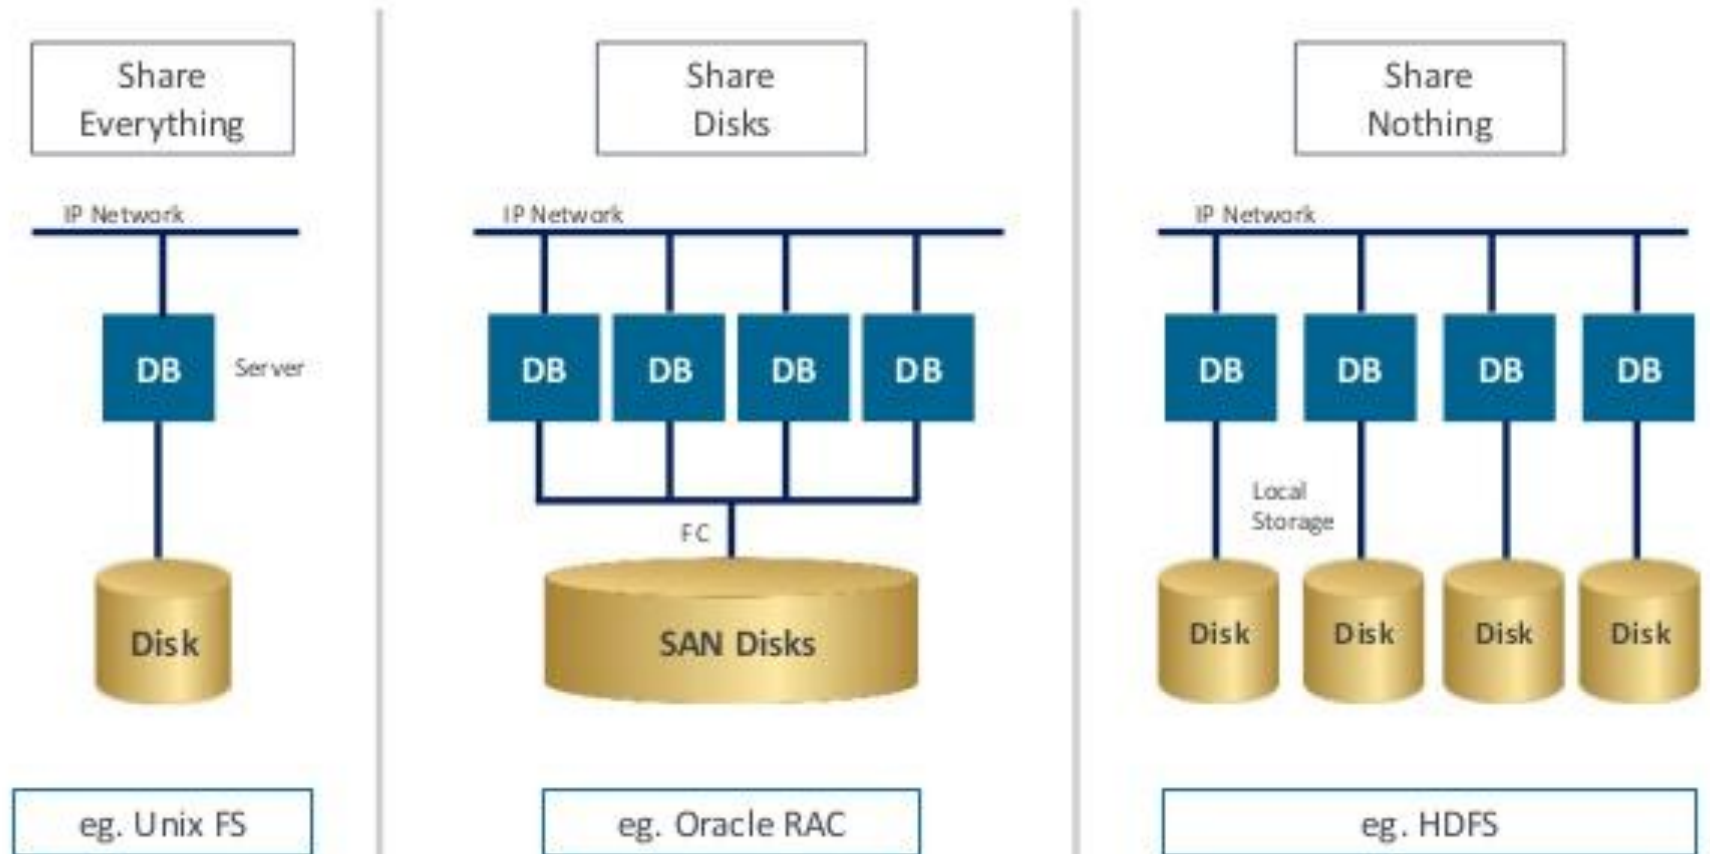 Share
Everything
IP Network
DB
Server
Disk
eg. Unix FS
Share
Disks
IP Network
DB DB DB DB
FC
SAN Disks
eg. Oracle RAC
Share
Nothing
IP Network
DB DB DB DB
Local
Storage
Disk Disk Disk Disk
eg. HDFS